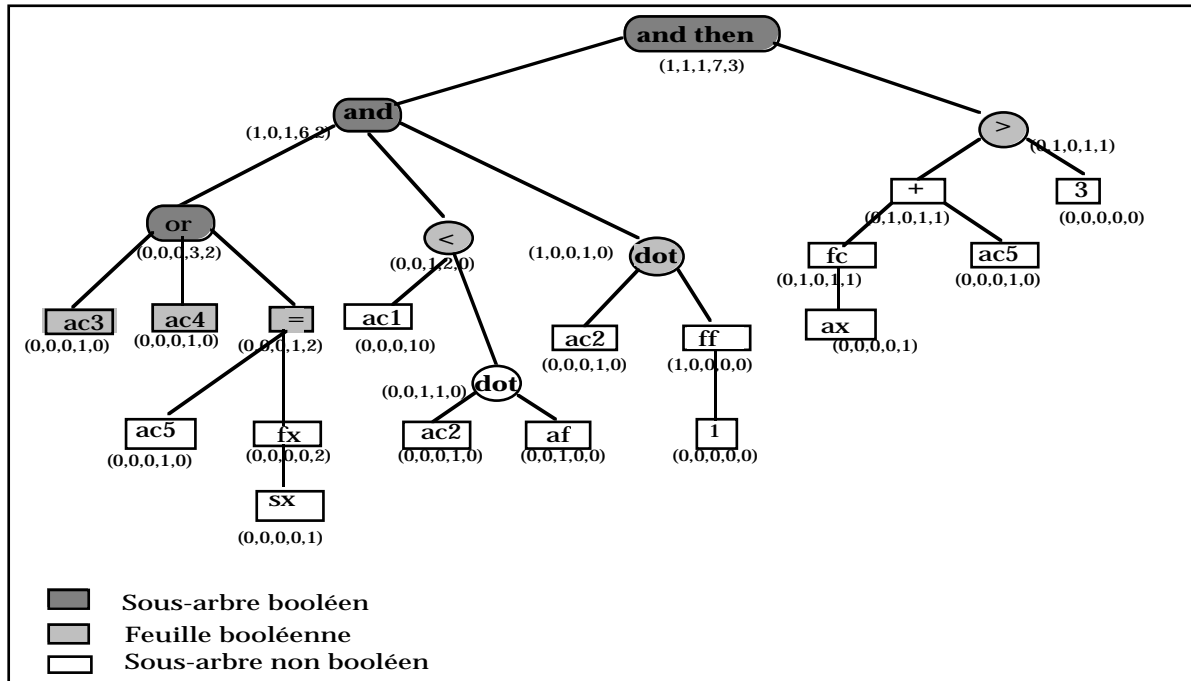 and then
(1,1,1,7,3)
and
(1,0,1,6,2)
>
(0,1,0,1,1)
+
(0,1,0,1,1)
3
(0,0,0,0,0)
or
(0,0,0,3,2)
<
(0,0,1,2,0)
dot
(1,0,0,1,0)
fc
(0,1,0,1,1)
ac5
(0,0,0,1,0)
ac3
(0,0,0,1,0)
ac4
(0,0,0,1,0)
=
(0,0,0,1,2)
ac1
(0,0,0,10)
ac2
(0,0,0,1,0)
ff
(1,0,0,0,0)
ax
(0,0,0,0,1)
dot
(0,0,1,1,0)
ac5
(0,0,0,1,0)
fx
(0,0,0,0,2)
ac2
(0,0,0,1,0)
af
(0,0,1,0,0)
1
(0,0,0,0,0)
sx
(0,0,0,0,1)
Sous-arbre booléen
Feuille booléenne
Sous-arbre non booléen